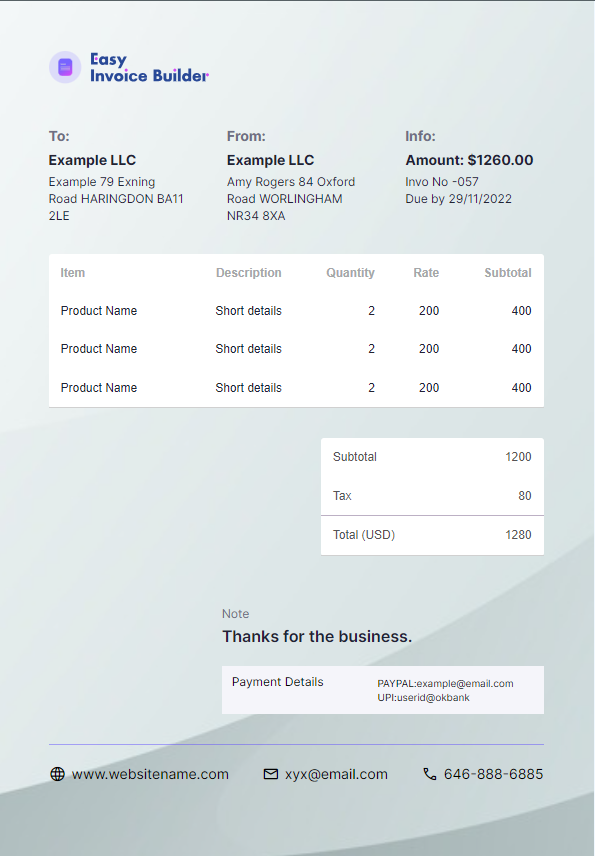 Easy
Invoice Builder
To:
Example LLC
Example 79 Exning
Road HARINGDON BA11
2LE
From:
Example LLC
Amy Rogers 84 Oxford
Road WORLINGHAM
NR34 8XA
Info:
Amount: $1260.00
Invo No -057
Due by 29/11/2022
Item Description Quantity Rate Subtotal
Product Name Short details 2 200 400
Product Name Short details 2 200 400
Product Name Short details 2 200 400
Subtotal 1200
Tax 80
Total (USD) 1280
Note
Thanks for the business.
Payment Details
PAYPAL:example@email.com
UPI:userid@okbank
www.websitename.com xyx@email.com 646-888-6885